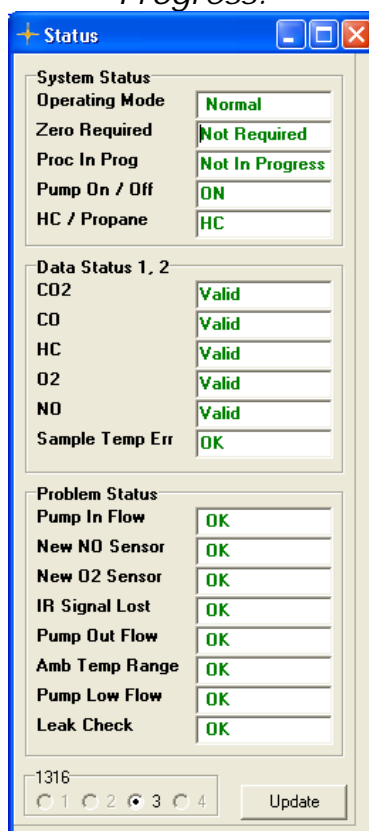 Progress.
Status
System Status
Operating Mode Normal
Zero Required Not Required
Proc In Prog Not In Progress
Pump On / Off ON
HC / Propane HC
Data Status 1, 2
CO2 Valid
CO Valid
HC Valid
O2 Valid
NO Valid
Sample Temp Err OK
Problem Status
Pump In Flow OK
New NO Sensor OK
New O2 Sensor OK
IR Signal Lost OK
Pump Out Flow OK
Amb Temp Range OK
Pump Low Flow OK
Leak Check OK
1316
1 2 3 4 Update